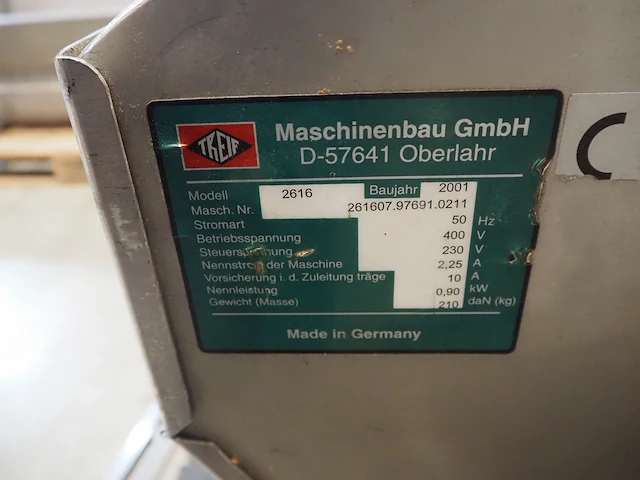 TREIF
Maschinenbau GmbH
D-57641 Oberlahr
Modell 2616 Baujahr 2001
Masch. Nr. 261607.97691.0211
Stromart 50 Hz
Betriebsspannung 400 V
Steuerspannung 230 V
Nennstrom der Maschine 2,25 A
Vorsicherung i. d. Zuleitung träge 10 A
Nennleistung 0,90 kW
Gewicht (Masse) 210 daN (kg)
Made in Germany
C